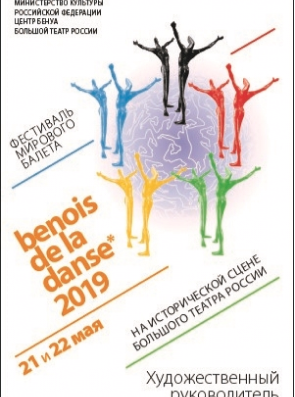 МИНИСТЕРСТВО КУЛЬТУРЫ
РОССИЙСКОЙ ФЕДЕРАЦИИ
ЦЕНТР БЕНУА
БОЛЬШОЙ ТЕАТР РОССИИ
ФЕСТИВАЛЬ
МИРОВОГО
БАЛЕТА
benois
de la
danse*
2019
21 и 22 мая
НА ИСТОРИЧЕСКОЙ СЦЕНЕ
БОЛЬШОГО ТЕАТРА РОССИИ
Художественный
руководитель